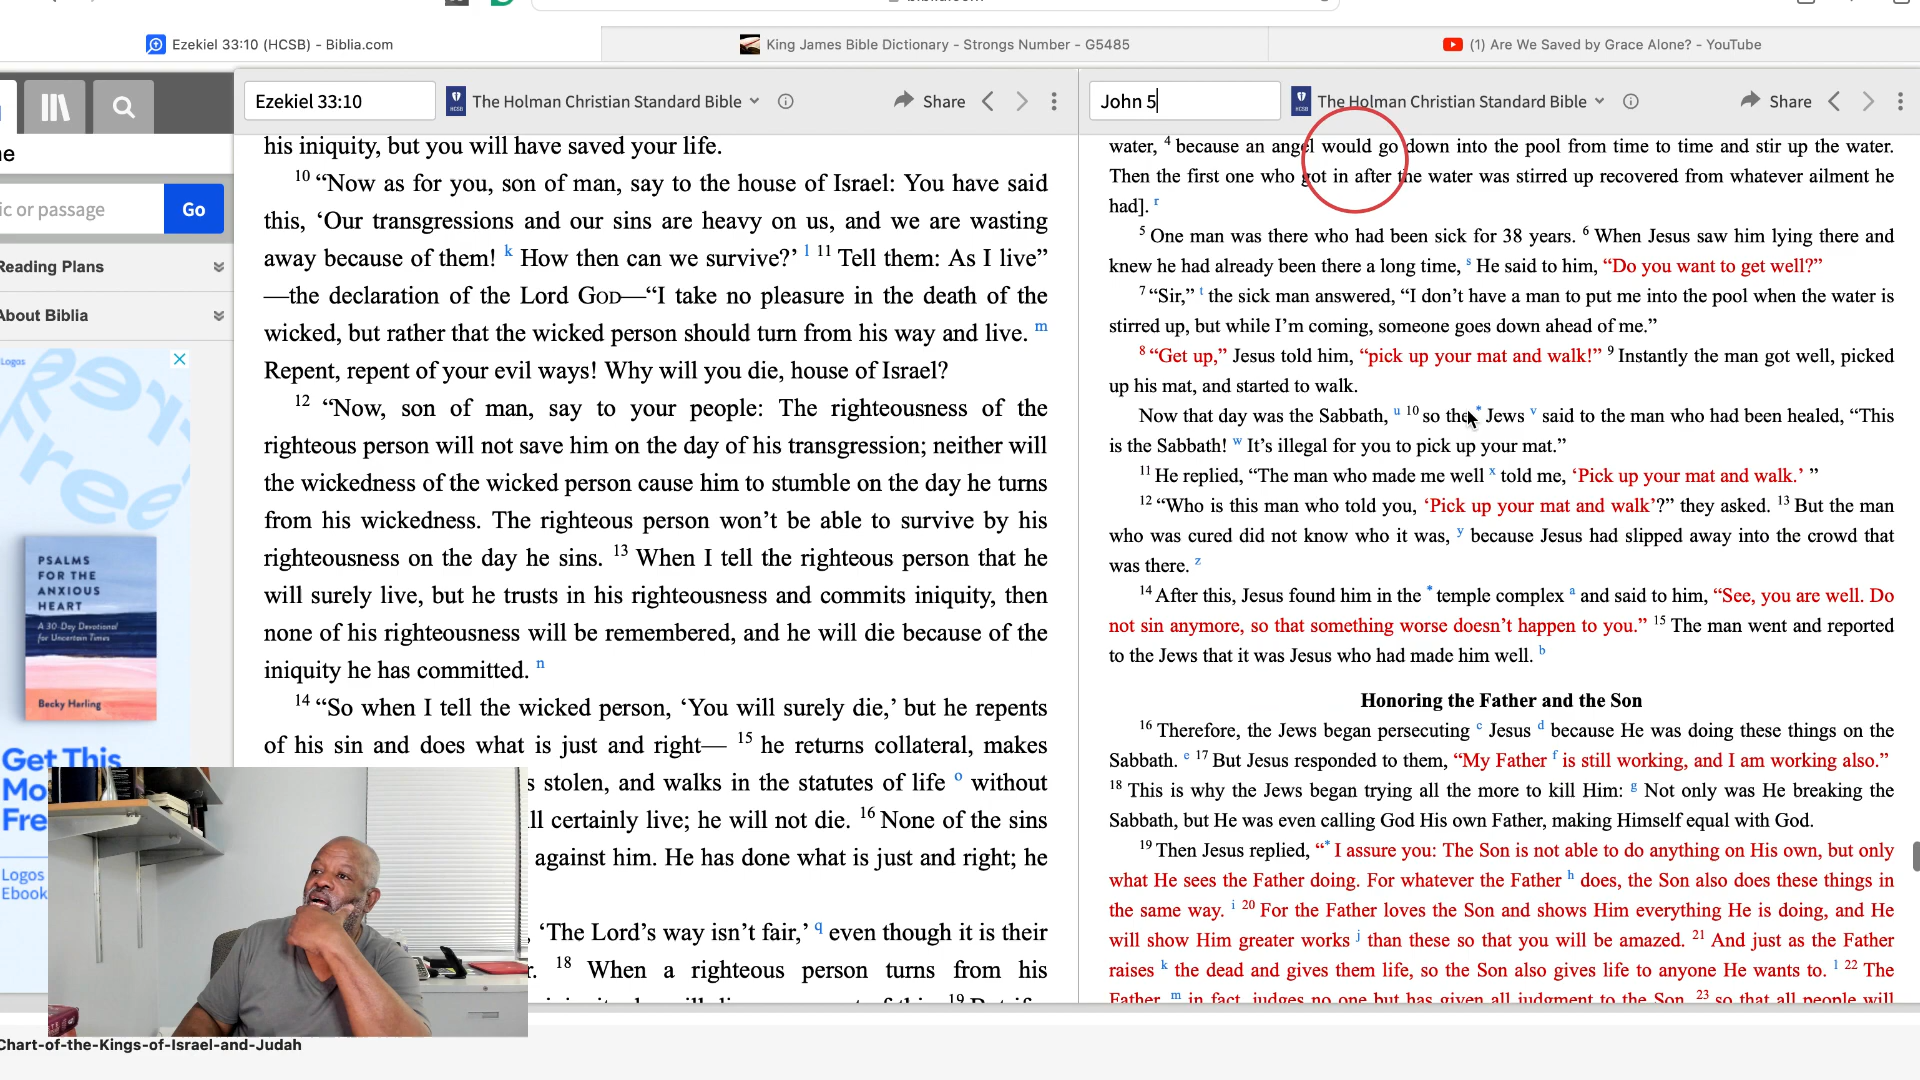 Ezekiel 33:10 (HCSB) - Biblia.com
King James Bible Dictionary - Strongs Number - G5485
(1) Are We Saved by Grace Alone? - YouTube
Ezekiel 33:10
HCSB
The Holman Christian Standard Bible
Share
John 5
HCSB
The Holman Christian Standard Bible
Share
ic or passage
Go
Reading Plans
About Biblia
Logos
free
free
PSALMS
FOR THE
ANXIOUS
HEART
A 30-Day Devotional
for Uncertain Times
Becky Harling
Get This
Mo
Fre
Logos
Ebook
his iniquity, but you will have saved your life.
10 “Now as for you, son of man, say to the house of Israel: You have said
this, ‘Our transgressions and our sins are heavy on us, and we are wasting
away because of them! k How then can we survive?’ l 11 Tell them: As I live”
—the declaration of the Lord GOD—“I take no pleasure in the death of the
wicked, but rather that the wicked person should turn from his way and live. m
Repent, repent of your evil ways! Why will you die, house of Israel?
12 “Now, son of man, say to your people: The righteousness of the
righteous person will not save him on the day of his transgression; neither will
the wickedness of the wicked person cause him to stumble on the day he turns
from his wickedness. The righteous person won’t be able to survive by his
righteousness on the day he sins. 13 When I tell the righteous person that he
will surely live, but he trusts in his righteousness and commits iniquity, then
none of his righteousness will be remembered, and he will die because of the
iniquity he has committed. n
14 “So when I tell the wicked person, ‘You will surely die,’ but he repents
of his sin and does what is just and right— 15 he returns collateral, makes
s stolen, and walks in the statutes of life o without
ll certainly live; he will not die. 16 None of the sins
against him. He has done what is just and right; he
, ‘The Lord’s way isn’t fair,’ q even though it is their
r. 18 When a righteous person turns from his
water, 4 because an angel would go down into the pool from time to time and stir up the water.
Then the first one who got in after the water was stirred up recovered from whatever ailment he
had]. r
5 One man was there who had been sick for 38 years. 6 When Jesus saw him lying there and
knew he had already been there a long time, s He said to him, “Do you want to get well?”
7 “Sir,” t the sick man answered, “I don’t have a man to put me into the pool when the water is
stirred up, but while I’m coming, someone goes down ahead of me.”
8 “Get up,” Jesus told him, “pick up your mat and walk!” 9 Instantly the man got well, picked
up his mat, and started to walk.
Now that day was the Sabbath, u 10 so the * Jews v said to the man who had been healed, “This
is the Sabbath! w It’s illegal for you to pick up your mat.”
11 He replied, “The man who made me well x told me, ‘Pick up your mat and walk.’ ”
12 “Who is this man who told you, ‘Pick up your mat and walk’?” they asked. 13 But the man
who was cured did not know who it was, y because Jesus had slipped away into the crowd that
was there. z
14 After this, Jesus found him in the * temple complex a and said to him, “See, you are well. Do
not sin anymore, so that something worse doesn’t happen to you.” 15 The man went and reported
to the Jews that it was Jesus who had made him well. b
Honoring the Father and the Son
16 Therefore, the Jews began persecuting c Jesus d because He was doing these things on the
Sabbath. e 17 But Jesus responded to them, “My Father f is still working, and I am working also.”
18 This is why the Jews began trying all the more to kill Him: g Not only was He breaking the
Sabbath, but He was even calling God His own Father, making Himself equal with God.
19 Then Jesus replied, “* I assure you: The Son is not able to do anything on His own, but only
what He sees the Father doing. For whatever the Father h does, the Son also does these things in
the same way. i 20 For the Father loves the Son and shows Him everything He is doing, and He
will show Him greater works j than these so that you will be amazed. 21 And just as the Father
raises k the dead and gives them life, so the Son also gives life to anyone He wants to. l 22 The
Father m in fact, judges no one but has given all judgment to the Son, 23 so that all people will
Chart-of-the-Kings-of-Israel-and-Judah